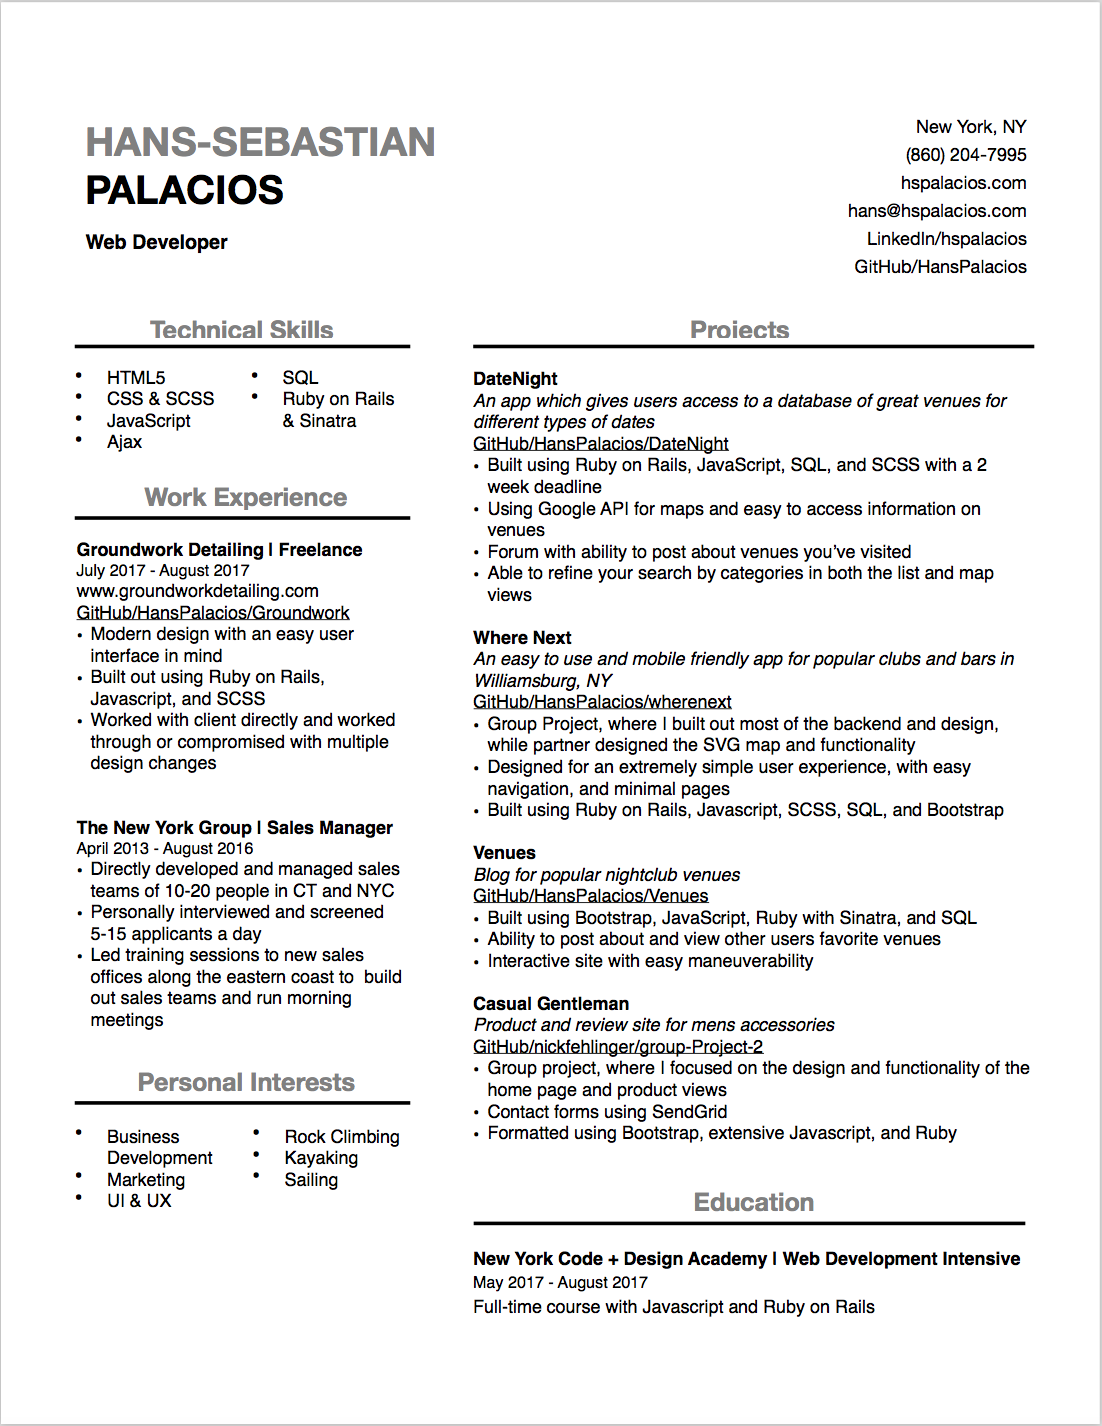 HANS-SEBASTIAN
PALACIOS
Web Developer
New York, NY
(860) 204-7995
hspalacios.com
hans@hspalacios.com
LinkedIn/hspalacios
GitHub/HansPalacios
Technical Skills
• HTML5
• CSS & SCSS
• JavaScript
• Ajax
• SQL
• Ruby on Rails
& Sinatra
Work Experience
Groundwork Detailing | Freelance
July 2017 - August 2017
www.groundworkdetailing.com
GitHub/HansPalacios/Groundwork
• Modern design with an easy user
interface in mind
• Built out using Ruby on Rails,
Javascript, and SCSS
• Worked with client directly and worked
through or compromised with multiple
design changes
The New York Group | Sales Manager
April 2013 - August 2016
• Directly developed and managed sales
teams of 10-20 people in CT and NYC
• Personally interviewed and screened
5-15 applicants a day
• Led training sessions to new sales
offices along the eastern coast to  build
out sales teams and run morning
meetings
Personal Interests
• Business
Development
• Marketing
• UI & UX
• Rock Climbing
• Kayaking
• Sailing
Projects
DateNight
An app which gives users access to a database of great venues for
different types of dates
GitHub/HansPalacios/DateNight
• Built using Ruby on Rails, JavaScript, SQL, and SCSS with a 2
week deadline
• Using Google API for maps and easy to access information on
venues
• Forum with ability to post about venues you’ve visited
• Able to refine your search by categories in both the list and map
views
Where Next
An easy to use and mobile friendly app for popular clubs and bars in
Williamsburg, NY
GitHub/HansPalacios/wherenext
• Group Project, where I built out most of the backend and design,
while partner designed the SVG map and functionality
• Designed for an extremely simple user experience, with easy
navigation, and minimal pages
• Built using Ruby on Rails, Javascript, SCSS, SQL, and Bootstrap
Venues
Blog for popular nightclub venues
GitHub/HansPalacios/Venues
• Built using Bootstrap, JavaScript, Ruby with Sinatra, and SQL
• Ability to post about and view other users favorite venues
• Interactive site with easy maneuverability
Casual Gentleman
Product and review site for mens accessories
GitHub/nickfehlinger/group-Project-2
• Group project, where I focused on the design and functionality of the
home page and product views
• Contact forms using SendGrid
• Formatted using Bootstrap, extensive Javascript, and Ruby
Education
New York Code + Design Academy | Web Development Intensive
May 2017 - August 2017
Full-time course with Javascript and Ruby on Rails